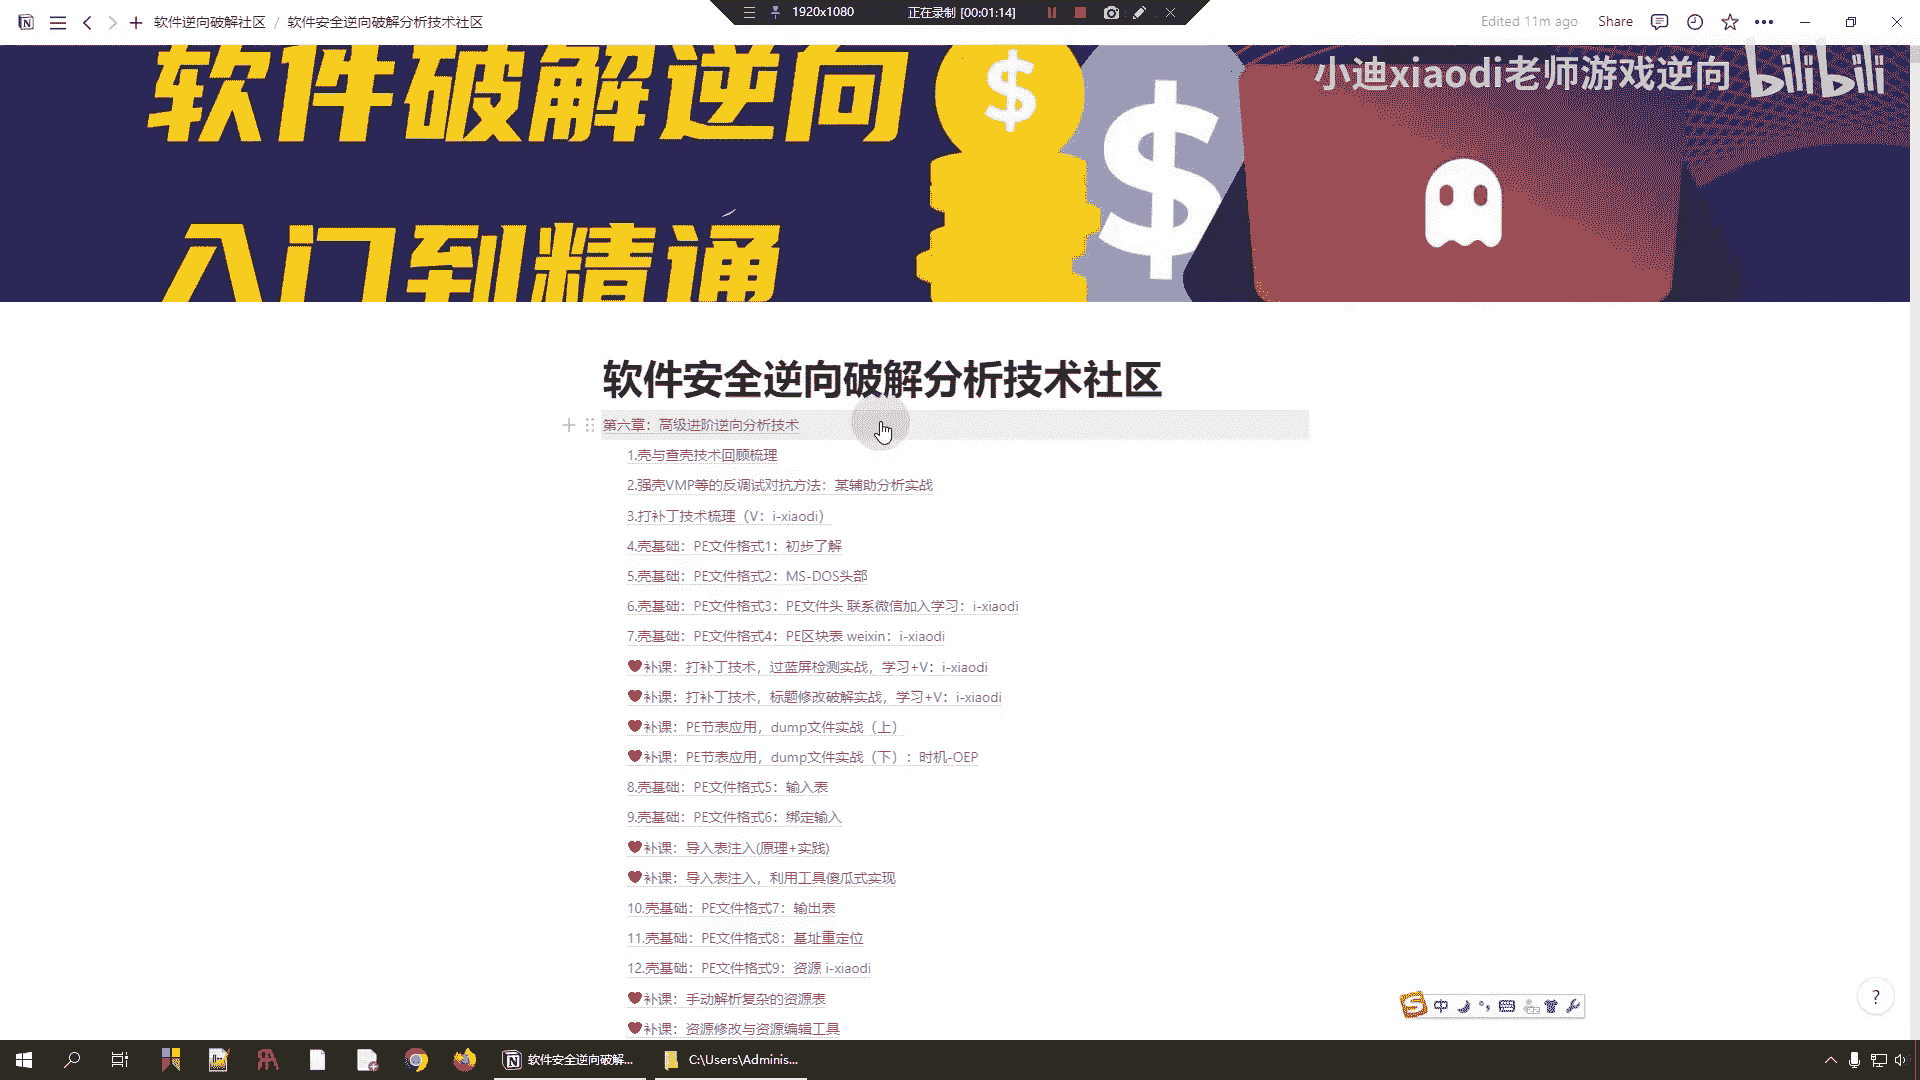 软件逆向破解社区 / 软件安全逆向破解分析技术社区
1920x1080 正在录制 [00:01:14]
Edited 11m ago Share
软件破解逆向
入门到精通
小迪xiaodi老师游戏逆向 bilibili
软件安全逆向破解分析技术社区
第六章：高级进阶逆向分析技术
1.壳与查壳技术回顾梳理
2.强壳VMP等的反调试对抗方法：某辅助分析实战
3.打补丁技术梳理（V：i-xiaodi）
4.壳基础：PE文件格式1：初步了解
5.壳基础：PE文件格式2：MS-DOS头部
6.壳基础：PE文件格式3：PE文件头 联系微信加入学习：i-xiaodi
7.壳基础：PE文件格式4：PE区块表 weixin：i-xiaodi
❤补课：打补丁技术，过蓝屏检测实战，学习+V：i-xiaodi
❤补课：打补丁技术，标题修改破解实战，学习+V：i-xiaodi
❤补课：PE节表应用，dump文件实战（上）
❤补课：PE节表应用，dump文件实战（下）：时机-OEP
8.壳基础：PE文件格式5：输入表
9.壳基础：PE文件格式6：绑定输入
❤补课：导入表注入(原理+实践)
❤补课：导入表注入，利用工具傻瓜式实现
10.壳基础：PE文件格式7：输出表
11.壳基础：PE文件格式8：基址重定位
12.壳基础：PE文件格式9：资源 i-xiaodi
❤补课：手动解析复杂的资源表
❤补课：资源修改与资源编辑工具
中
?
软件安全逆向破解...
C:\Users\Adminis...